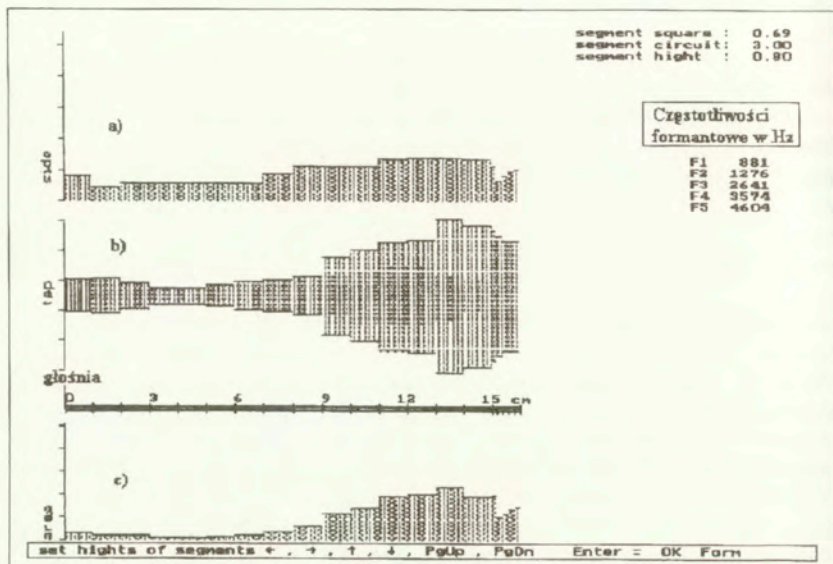 segment square : 0.69
segment circuit: 3.00
segment hight : 0.80
Częstotliwości
formantowe w Hz
F1 881
F2 1276
F3 2641
F4 3574
F5 4604
a)
side
b)
top
głośnia
0 3 6 9 12 15 cm
c)
area
set hights of segments ← , → , ↑ , ↓ , PgUp , PgDn Enter = OK Form